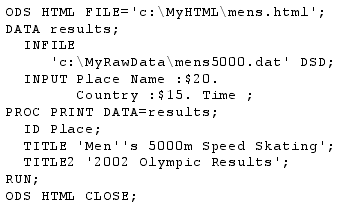 ODS HTML FILE='c:\MyHTML\mens.html';
DATA results;
INFILE
'c:\MyRawData\mens5000.dat' DSD;
INPUT Place Name :$20.
Country :$15. Time ;
PROC PRINT DATA=results;
ID Place;
TITLE 'Men''s 5000m Speed Skating';
TITLE2 '2002 Olympic Results';
RUN;
ODS HTML CLOSE;